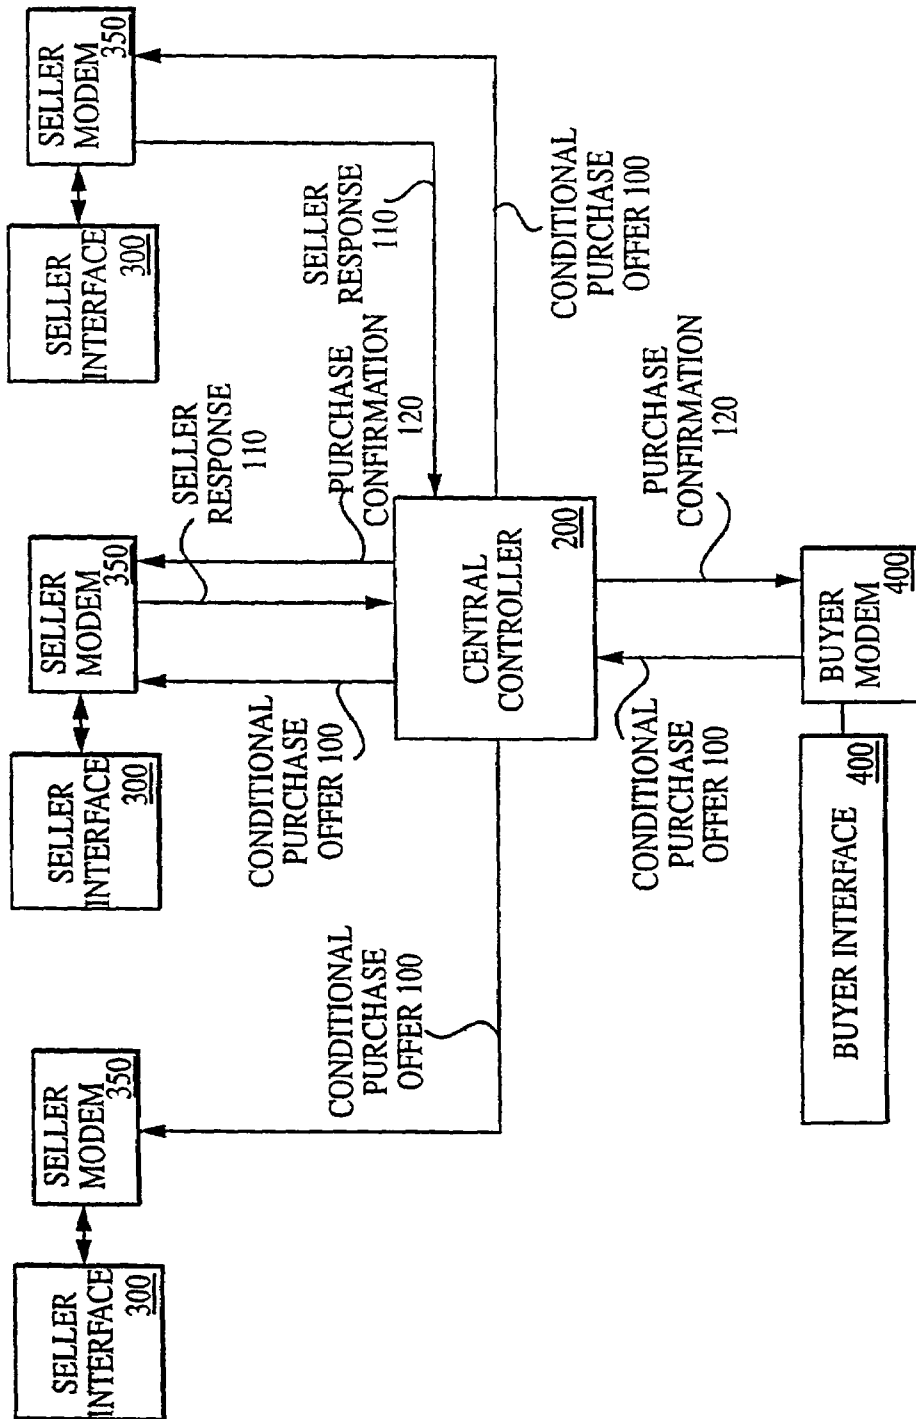 SELLER
INTERFACE
300
SELLER
MODEM
350
SELLER
INTERFACE
300
SELLER
MODEM
350
SELLER
INTERFACE
300
SELLER
MODEM
350
CONDITIONAL
PURCHASE
OFFER 100
CONDITIONAL
PURCHASE
OFFER 100
SELLER
RESPONSE
110
PURCHASE
CONFIRMATION
120
SELLER
RESPONSE
110
CENTRAL
CONTROLLER
200
CONDITIONAL
PURCHASE
OFFER 100
CONDITIONAL
PURCHASE
OFFER 100
PURCHASE
CONFIRMATION
120
BUYER INTERFACE
400
BUYER
MODEM
400